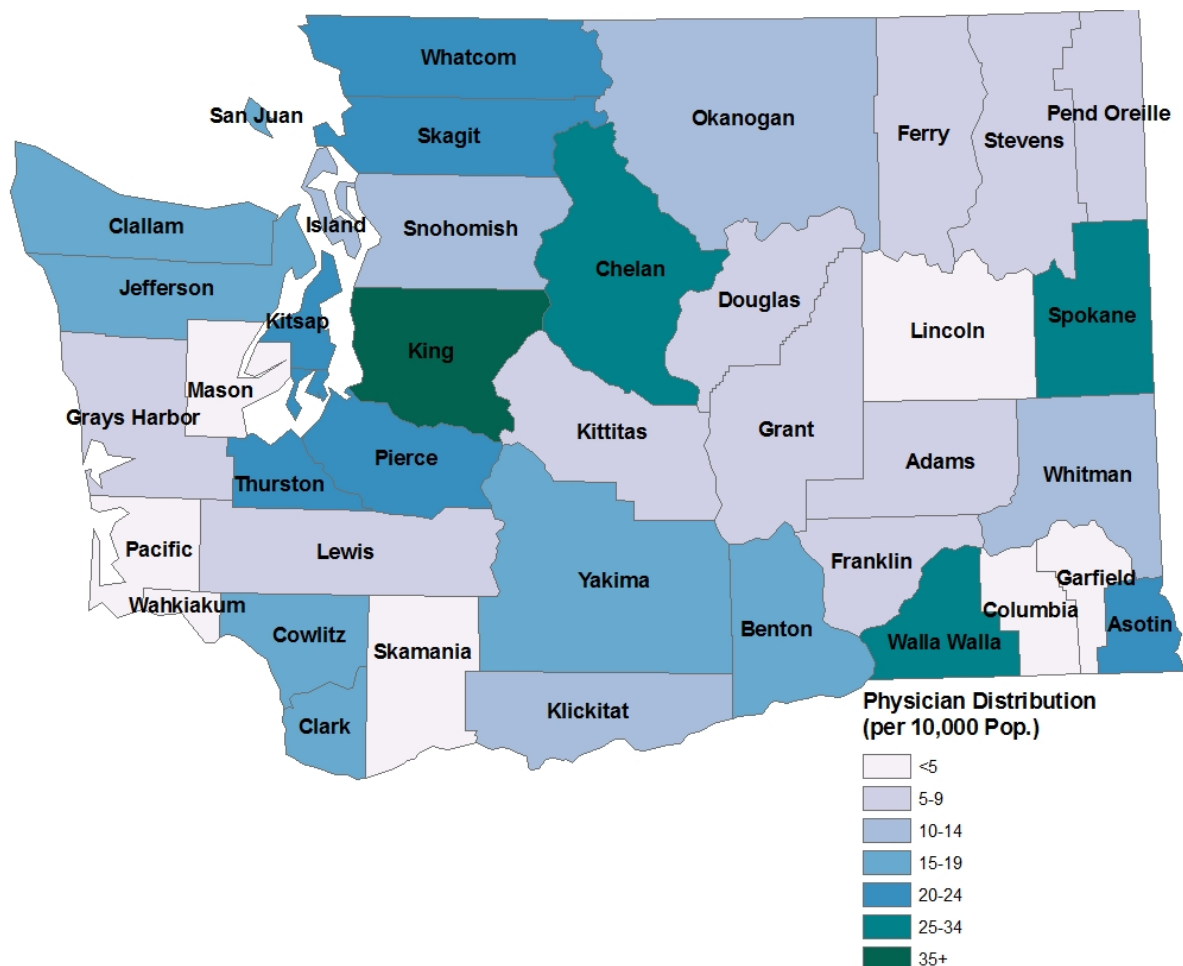 Whatcom
San Juan
Skagit
Okanogan
Ferry
Stevens
Pend Oreille
Clallam
Island
Snohomish
Jefferson
Chelan
Douglas
Kitsap
Lincoln
Spokane
King
Mason
Grays Harbor
Kittitas
Grant
Adams
Pierce
Whitman
Thurston
Pacific
Lewis
Yakima
Franklin
Garfield
Wahkiakum
Columbia
Cowlitz
Benton
Asotin
Skamania
Walla Walla
Klickitat
Clark
Physician Distribution
(per 10,000 Pop.)
<5
5-9
10-14
15-19
20-24
25-34
35+